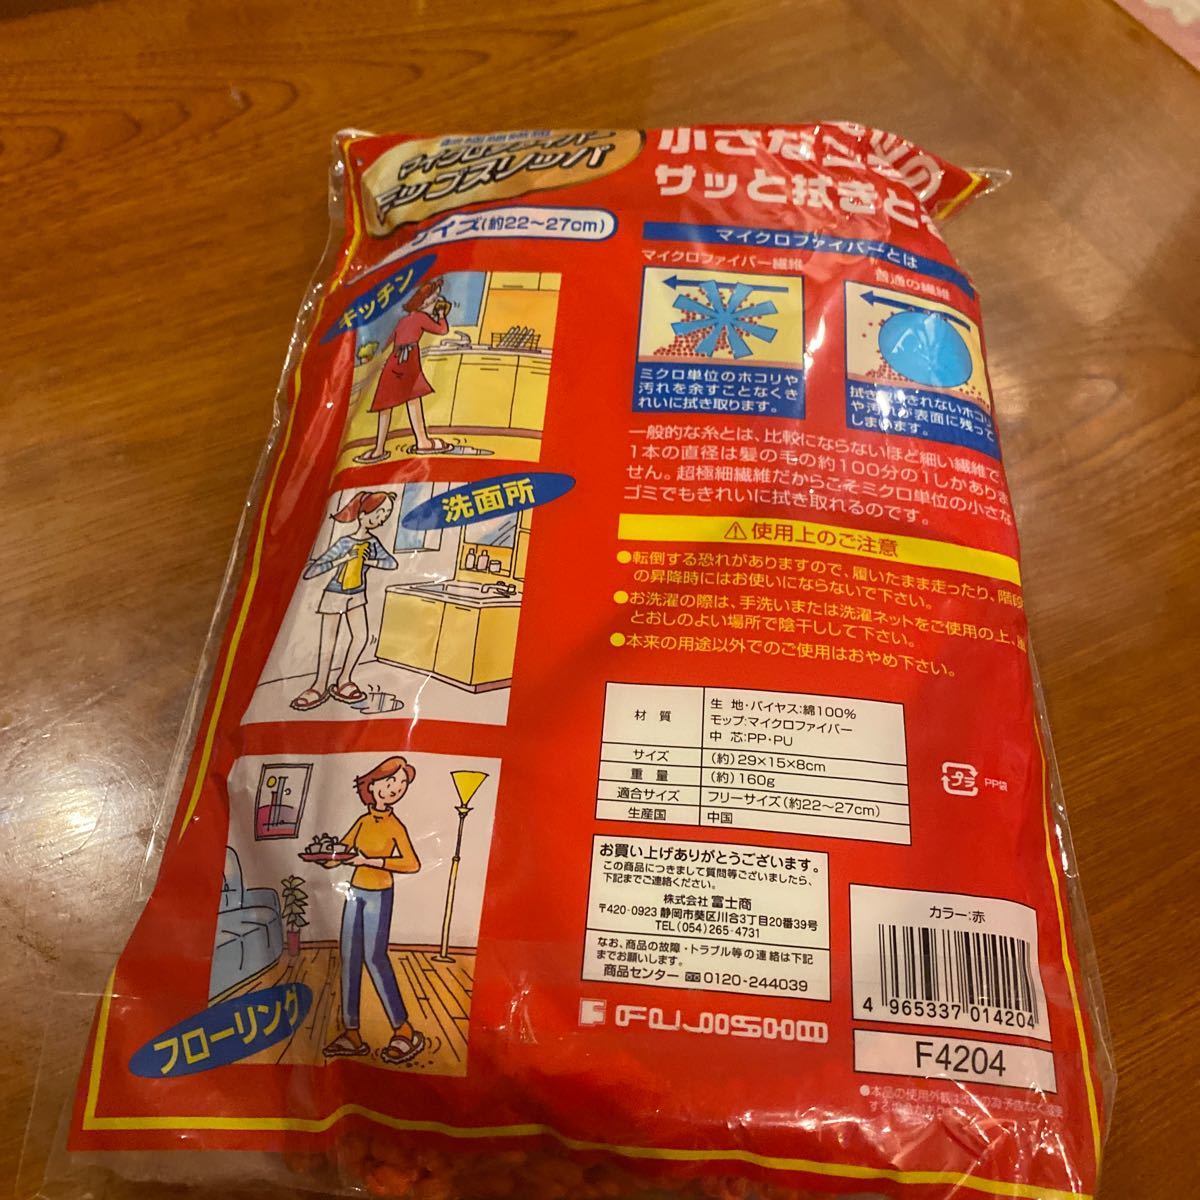 マイクロファイバー
モップスリッパ
サイズ(約22〜27cm)
キッチン
洗面所
フローリング
小さな
サッと拭きと
マイクロファイバーとは
マイクロファイバー繊維
ミクロ単位のホコリや
汚れを余すことなくき
れいに拭き取ります。
普通の繊維
拭き きれないホコリ
や汚れが表面に残って
しまいます。
一般的な糸とは、比較にならないほど細い繊維で、
1本の直径は髪の毛の約100分の1しかありま
せん。超極細繊維だからこそミクロ単位の小さな
ゴミでもきれいに拭き取れるのです。
⚠使用上のご注意
●転倒する恐れがありますので、履いたまま走ったり、階段
の昇降時にはお使いにならないで下さい。
●お洗濯の際は、手洗いまたは洗濯ネットをご使用の上、風
とおしのよい場所で陰干しして下さい。
●本来の用途以外でのご使用はおやめ下さい。
材質 生地・バイヤス:綿100%
モップ:マイクロファイバー
中芯:PP・PU
サイズ (約)29×15×8cm
重量 (約)160g
適合サイズ フリーサイズ(約22〜27cm)
生産国 中国
プラ PP袋
お買い上げありがとうございます。
この商品につきまして質問等ございましたら、
下記までご連絡ください。
株式会社 富士商
〒420-0923 静岡市葵区川合3丁目20番39号
TEL(054)265-4731
なお、商品の故障・トラブル等の連絡は下記
までお願いします。
商品センター 0120-244039
FUJISHO
カラー:赤
4 965337 014204
F4204
●本品の使用外観は の為予告なく変更
する場合が